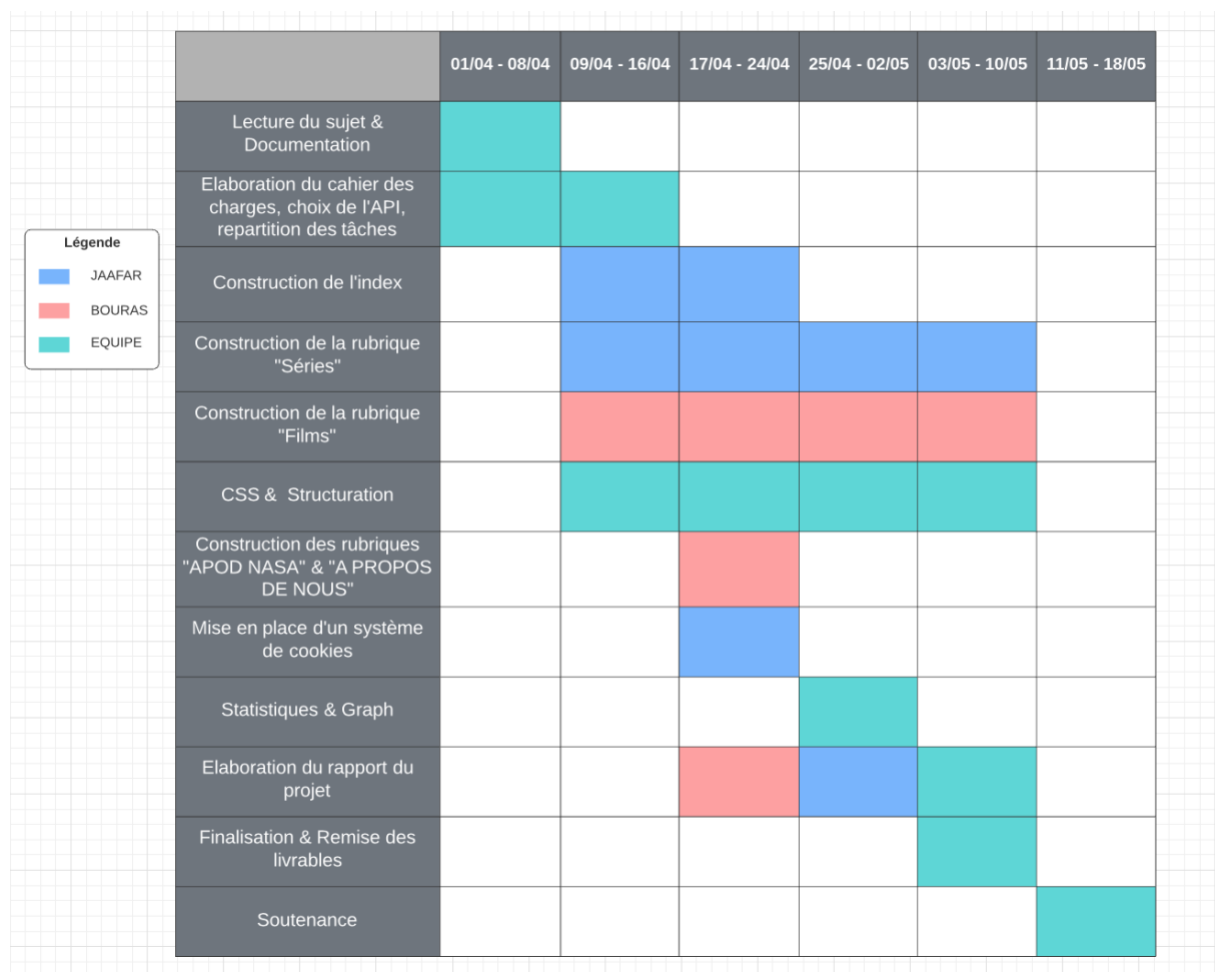 01/04 - 08/04 09/04 - 16/04 17/04 - 24/04 25/04 - 02/05 03/05 - 10/05 11/05 - 18/05
Lecture du sujet &
Documentation
Elaboration du cahier des
charges, choix de l'API,
repartition des tâches
Légende
JAAFAR
BOURAS
EQUIPE
Construction de l'index
Construction de la rubrique
"Séries"
Construction de la rubrique
"Films"
CSS &  Structuration
Construction des rubriques
"APOD NASA" & "A PROPOS
DE NOUS"
Mise en place d'un système
de cookies
Statistiques & Graph
Elaboration du rapport du
projet
Finalisation & Remise des
livrables
Soutenance